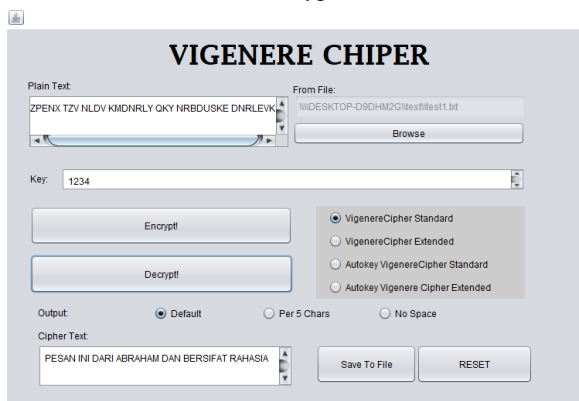 VIGENERE CHIPER
Plain Text:
From File:
ZPENX TZV NLDV KMDNRLY QKY NRBDUSKE DNRLEVK
\\\\DESKTOP-D9DHM2G\\test\\test1.txt
Browse
Key:
1234
Encrypt!
Decrypt!
VigenereCipher Standard
VigenereCipher Extended
Autokey VigenereCipher Standard
Autokey Vigenere Cipher Extended
Output:
Default
Per 5 Chars
No Space
Cipher Text:
PESAN INI DARI ABRAHAM DAN BERSIFAT RAHASIA
Save To File
RESET